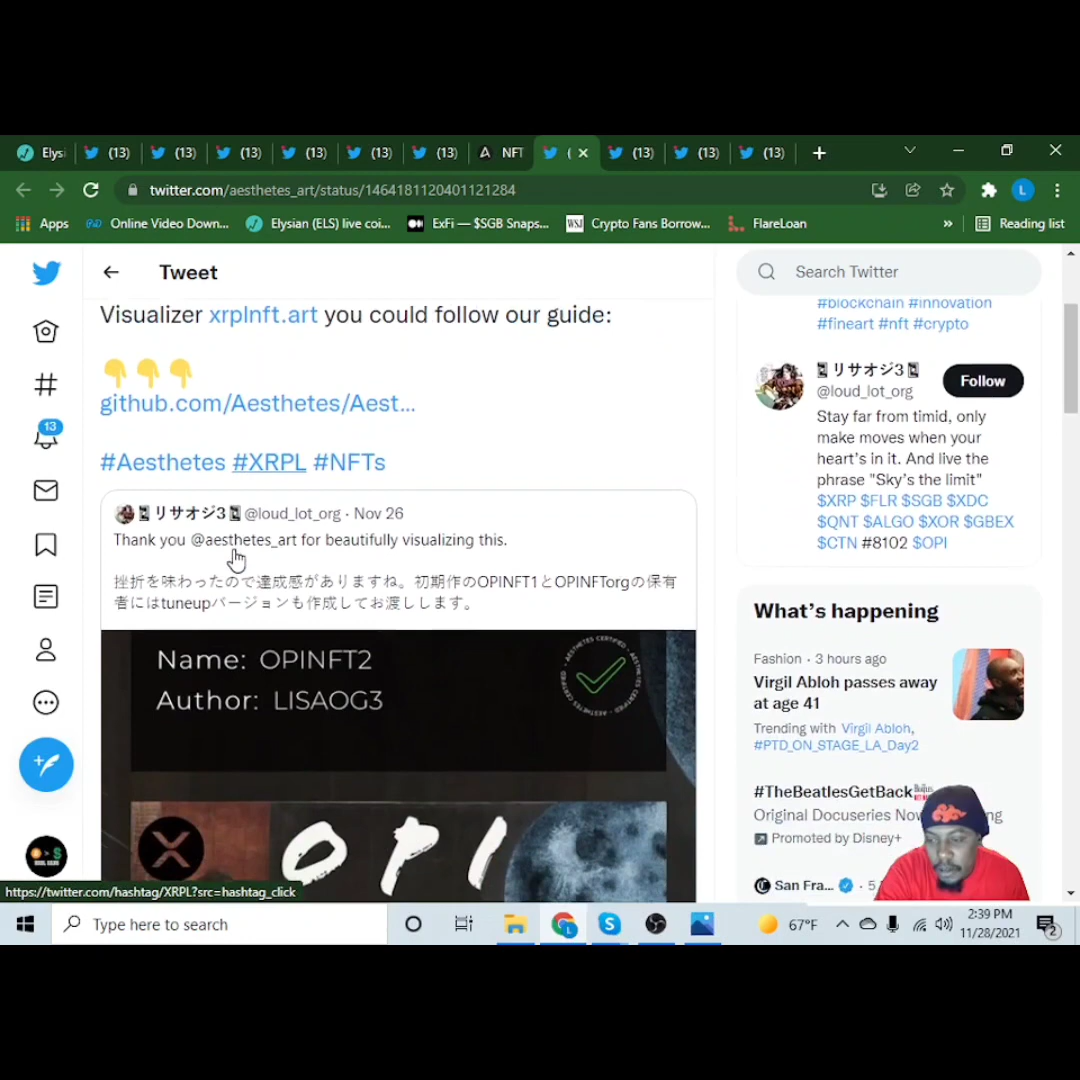 Elysi
(13)
(13)
(13)
(13)
(13)
(13)
NFT
(
(13)
(13)
(13)
twitter.com/aesthetes_art/status/1464181120401121284
L
Apps
Online Video Down...
Elysian (ELS) live coi...
ExFi — $SGB Snaps...
WSJ
Crypto Fans Borrow...
FlareLoan
»
Reading list
Tweet
Search Twitter
Visualizer xrplnft.art you could follow our guide:
👇👇👇
github.com/Aesthetes/Aest...
#Aesthetes #XRPL #NFTs
リサオジ3 @loud_lot_org · Nov 26
Thank you @aesthetes_art for beautifully visualizing this.
挫折を味わったので達成感がありますね。初期作のOPINFT1とOPINFTorgの保有
者にはtuneupバージョンも作成してお渡しします。
Name: OPINFT2
Author: LISAOG3
OPI
13
#blockchain #innovation
#fineart #nft #crypto
リサオジ3
@loud_lot_org
Follow
Stay far from timid, only
make moves when your
heart's in it. And live the
phrase "Sky's the limit"
$XRP $FLR $SGB $XDC
$QNT $ALGO $XOR $GBEX
$CTN #8102 $OPI
What's happening
Fashion · 3 hours ago
Virgil Abloh passes away
at age 41
Trending with Virgil Abloh,
#PTD_ON_STAGE_LA_Day2
#TheBeatlesGetBack
Original Docuseries Now
Promoted by Disney+
San Fra... · 5
https://twitter.com/hashtag/XRPL?src=hashtag_click
Type here to search
67°F
2:39 PM
11/28/2021
2